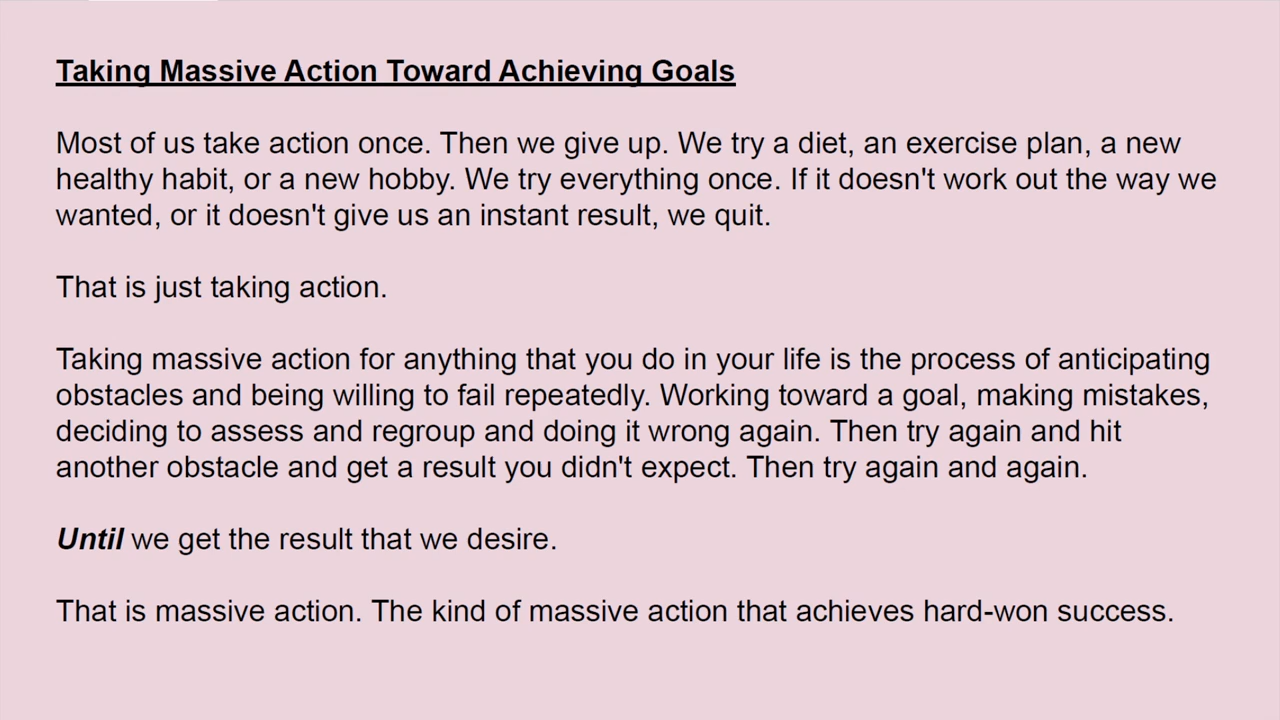 Taking Massive Action Toward Achieving Goals
Most of us take action once. Then we give up. We try a diet, an exercise plan, a new
healthy habit, or a new hobby. We try everything once. If it doesn't work out the way we
wanted, or it doesn't give us an instant result, we quit.
That is just taking action.
Taking massive action for anything that you do in your life is the process of anticipating
obstacles and being willing to fail repeatedly. Working toward a goal, making mistakes,
deciding to assess and regroup and doing it wrong again. Then try again and hit
another obstacle and get a result you didn't expect. Then try again and again.
Until we get the result that we desire.
That is massive action. The kind of massive action that achieves hard-won success.